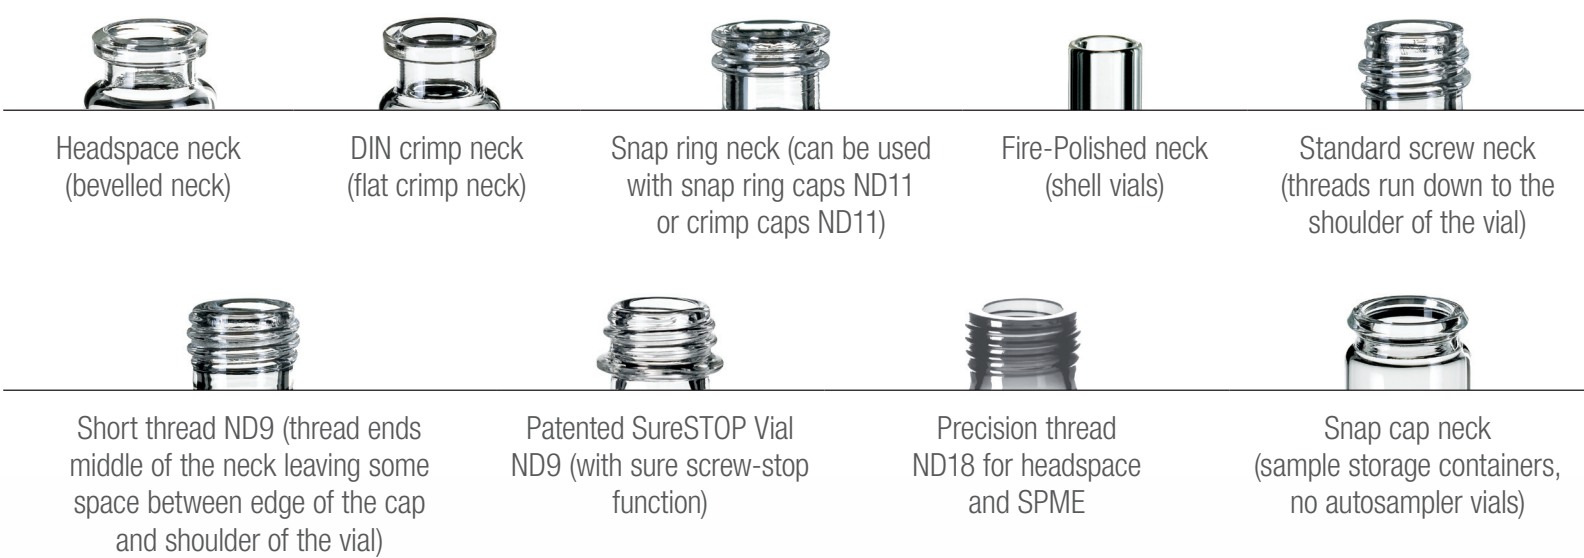 Headspace neck
(bevelled neck)
DIN crimp neck
(flat crimp neck)
Snap ring neck (can be used
with snap ring caps ND11
or crimp caps ND11)
Fire-Polished neck
(shell vials)
Standard screw neck
(threads run down to the
shoulder of the vial)
Short thread ND9 (thread ends
middle of the neck leaving some
space between edge of the cap
and shoulder of the vial)
Patented SureSTOP Vial
ND9 (with sure screw-stop
function)
Precision thread
ND18 for headspace
and SPME
Snap cap neck
(sample storage containers,
no autosampler vials)